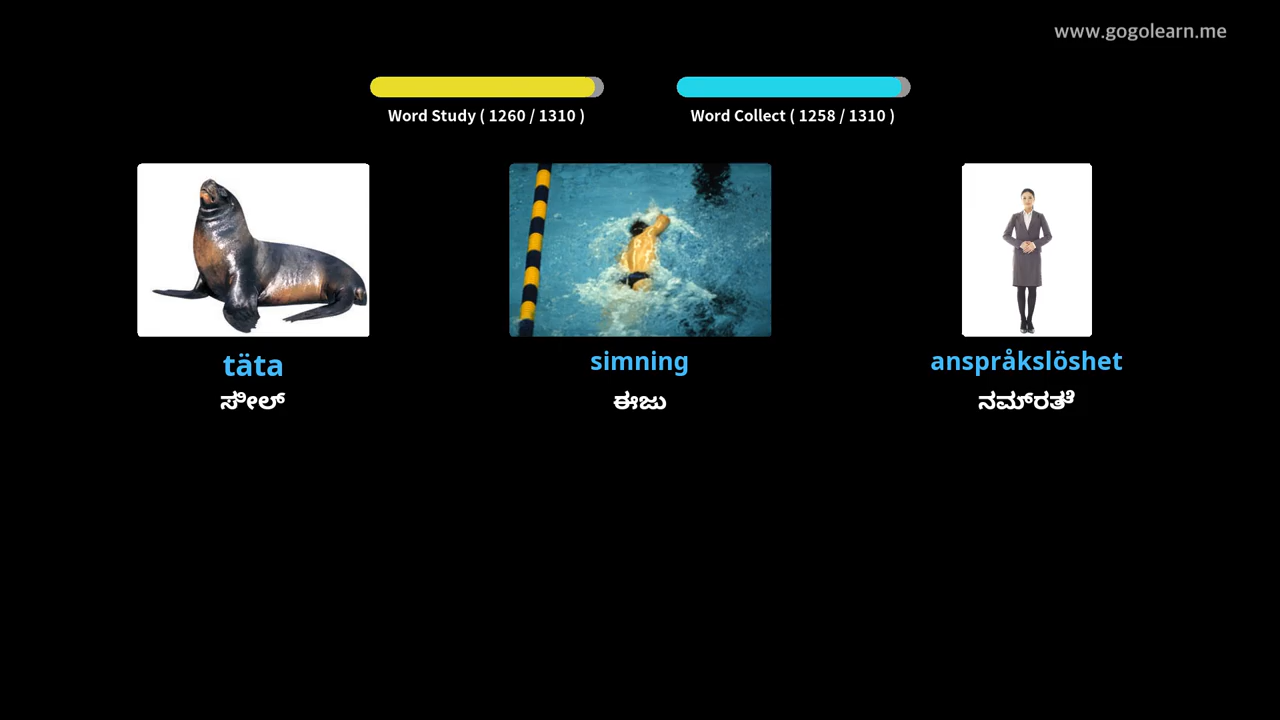 www.gogolearn.me
Word Study ( 1260 / 1310 )
Word Collect ( 1258 / 1310 )
täta
simning
anspråkslöshet
ಸೀಲ್
ಈಜು
ನಮ್ರತೆ